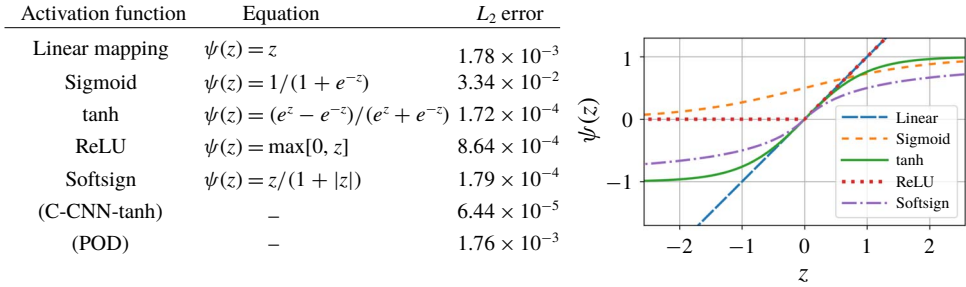 Activation function Equation L₂ error
Linear mapping ψ(z) = z 1.78 × 10⁻³
Sigmoid ψ(z) = 1/(1 + e⁻ᶻ) 3.34 × 10⁻²
tanh ψ(z) = (eᶻ − e⁻ᶻ)/(eᶻ + e⁻ᶻ) 1.72 × 10⁻⁴
ReLU ψ(z) = max[0, z] 8.64 × 10⁻⁴
Softsign ψ(z) = z/(1 + |z|) 1.79 × 10⁻⁴
(C-CNN-tanh) – 6.44 × 10⁻⁵
(POD) – 1.76 × 10⁻³
ψ(z)
1
0
−1
Linear
Sigmoid
tanh
ReLU
Softsign
−2 −1 0 1 2
z